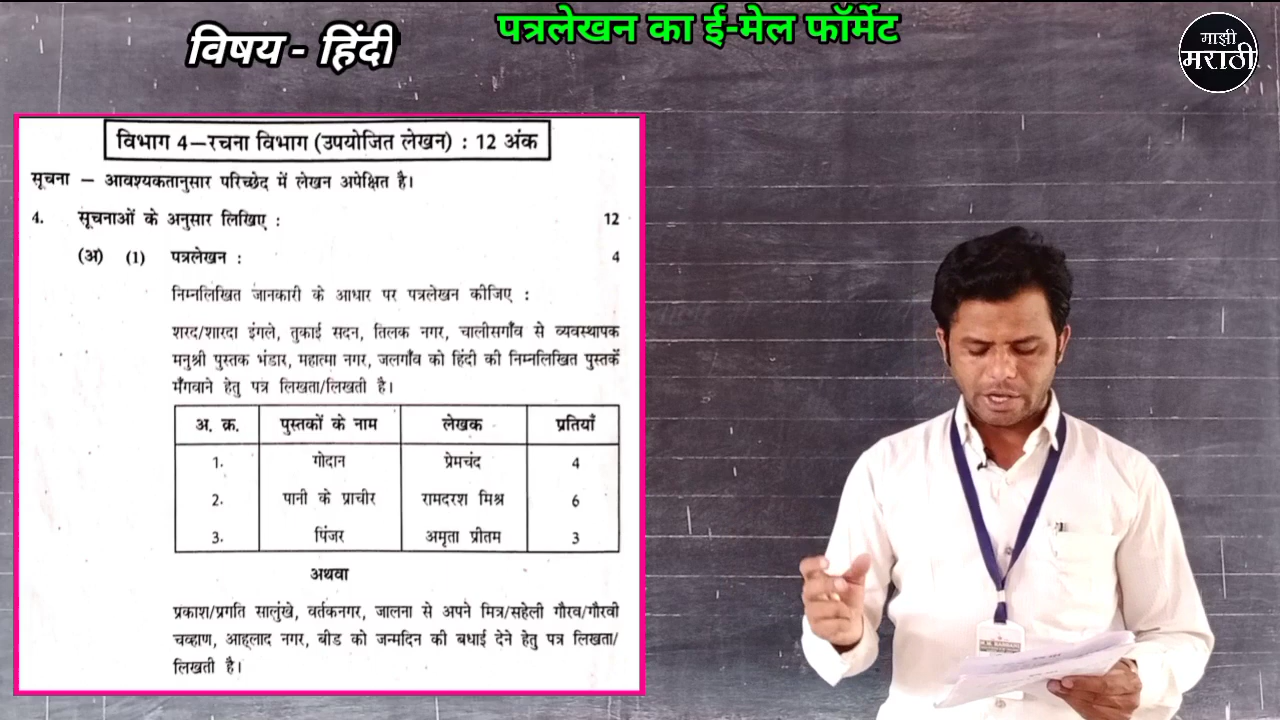 विषय - हिंदी
पत्रलेखन का ई-मेल फॉर्मेट
माझी
मराठी
विभाग 4—रचना विभाग (उपयोजित लेखन) : 12 अंक
सूचना — आवश्यकतानुसार परिच्छेद में लेखन अपेक्षित है।
4. सूचनाओं के अनुसार लिखिए : 12
(अ) (1) पत्रलेखन : 4
निम्नलिखित जानकारी के आधार पर पत्रलेखन कीजिए :
शरद/शारदा इंगले, तुकाई सदन, तिलक नगर, चालीसगाँव से व्यवस्थापक
मनुश्री पुस्तक भंडार, महात्मा नगर, जलगाँव को हिंदी की निम्नलिखित पुस्तकें
मँगवाने हेतु पत्र लिखता/लिखती है।
अ. क्र. पुस्तकों के नाम लेखक प्रतियाँ
1. गोदान प्रेमचंद 4
2. पानी के प्राचीर रामदरश मिश्र 6
3. पिंजर अमृता प्रीतम 3
अथवा
प्रकाश/प्रगति सालुंखे, वर्तकनगर, जालना से अपने मित्र/सहेली गौरव/गौरवी
चव्हाण, आह्लाद नगर, बीड को जन्मदिन की बधाई देने हेतु पत्र लिखता/
लिखती है।